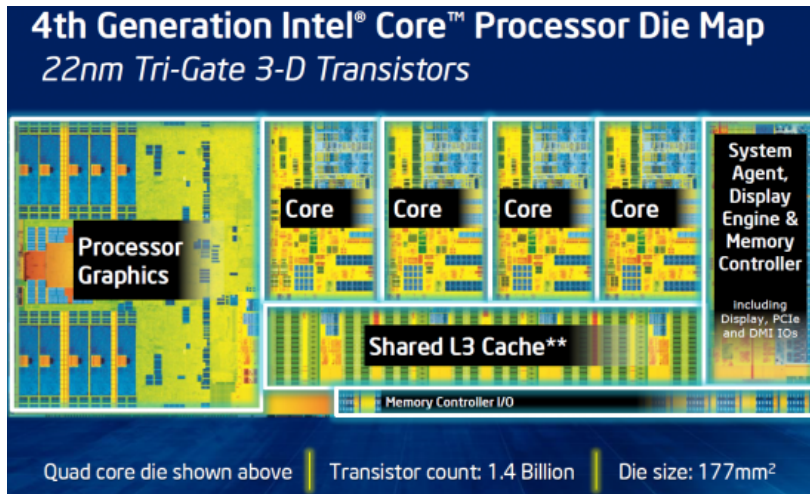 4th Generation Intel® Core™ Processor Die Map
22nm Tri-Gate 3-D Transistors
Processor
Graphics
Core
Core
Core
Core
System
Agent,
Display
Engine &
Memory
Controller
including
Display, PCIe
and DMI IOs
Shared L3 Cache**
Memory Controller I/O
Quad core die shown above
Transistor count: 1.4 Billion
Die size: 177mm²